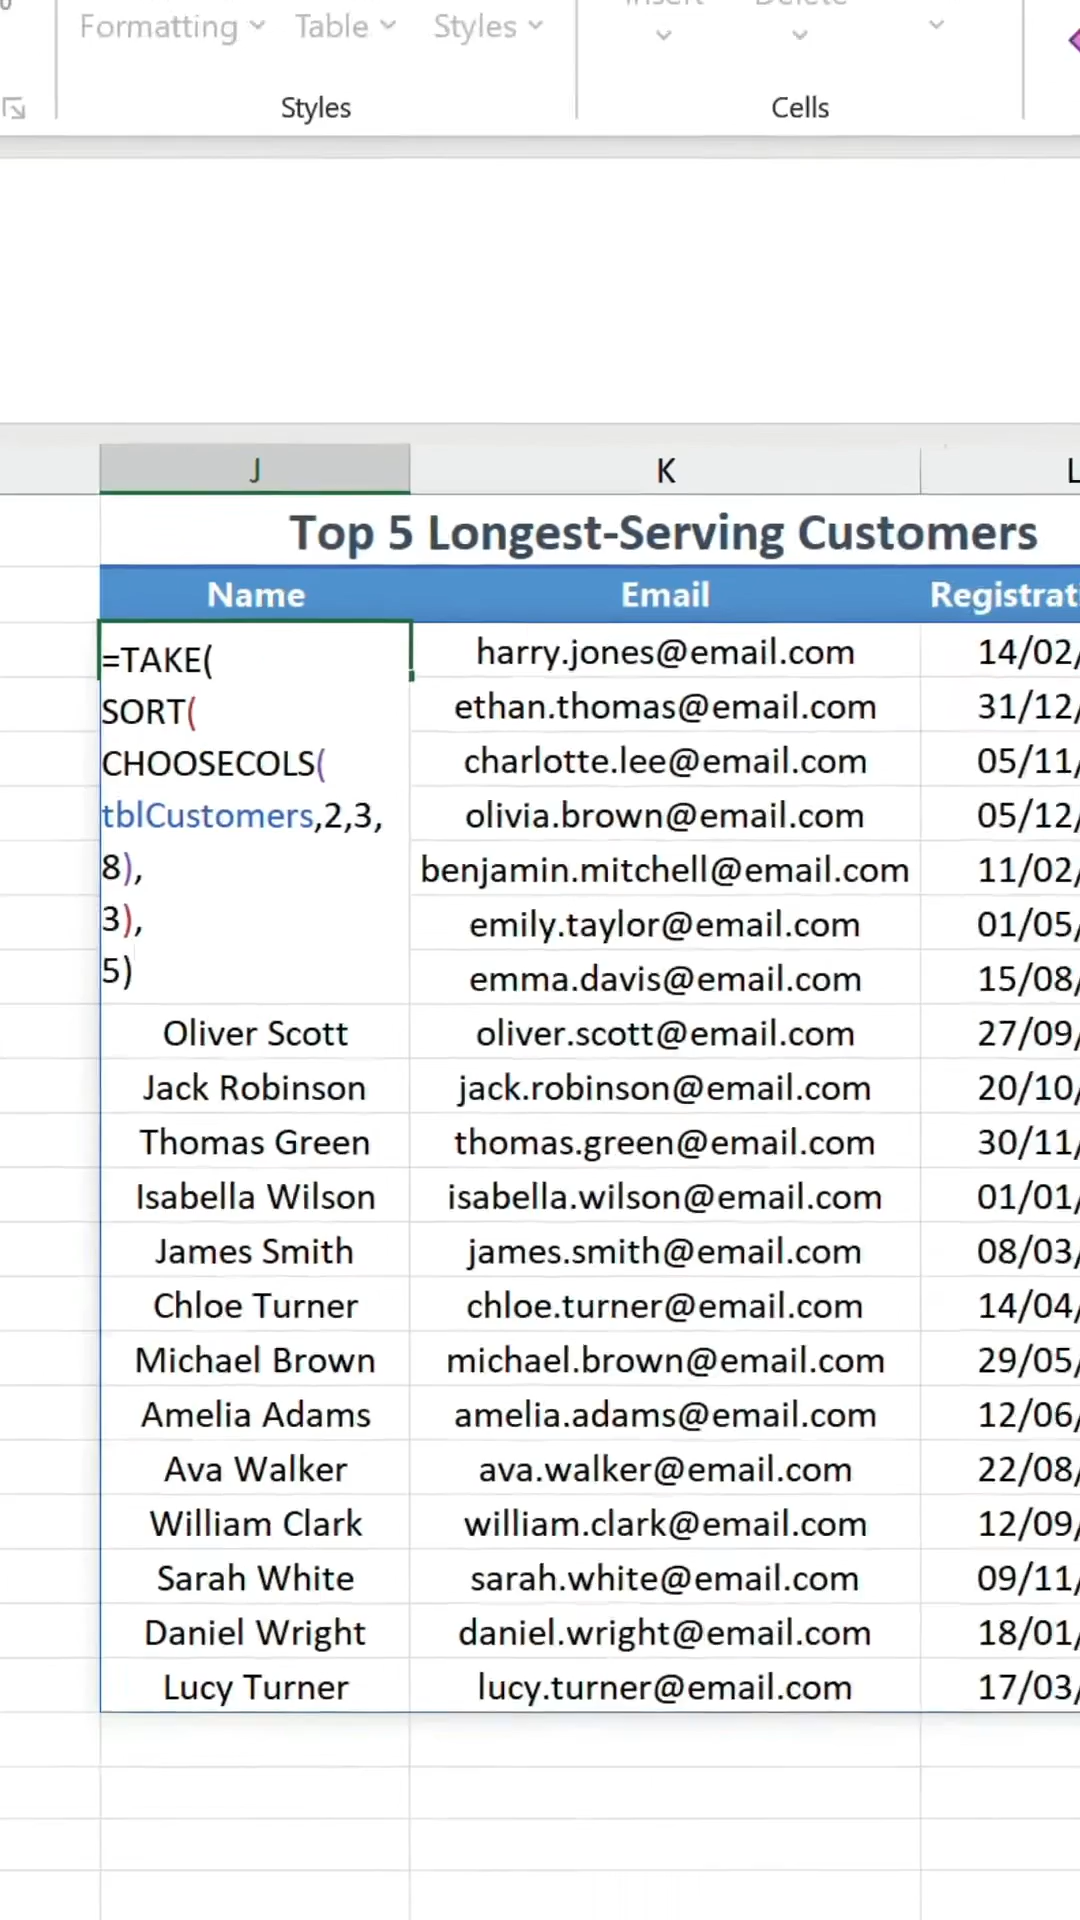 Formatting Table Styles
Styles Cells
J K L
Top 5 Longest-Serving Customers
Name Email Registrati
=TAKE(
SORT(
CHOOSECOLS(
tblCustomers,2,3,
8),
3),
5)
harry.jones@email.com 14/02/
ethan.thomas@email.com 31/12/
charlotte.lee@email.com 05/11/
olivia.brown@email.com 05/12/
benjamin.mitchell@email.com 11/02/
emily.taylor@email.com 01/05/
emma.davis@email.com 15/08/
Oliver Scott oliver.scott@email.com 27/09/
Jack Robinson jack.robinson@email.com 20/10/
Thomas Green thomas.green@email.com 30/11/
Isabella Wilson isabella.wilson@email.com 01/01/
James Smith james.smith@email.com 08/03/
Chloe Turner chloe.turner@email.com 14/04/
Michael Brown michael.brown@email.com 29/05/
Amelia Adams amelia.adams@email.com 12/06/
Ava Walker ava.walker@email.com 22/08/
William Clark william.clark@email.com 12/09/
Sarah White sarah.white@email.com 09/11/
Daniel Wright daniel.wright@email.com 18/01/
Lucy Turner lucy.turner@email.com 17/03/